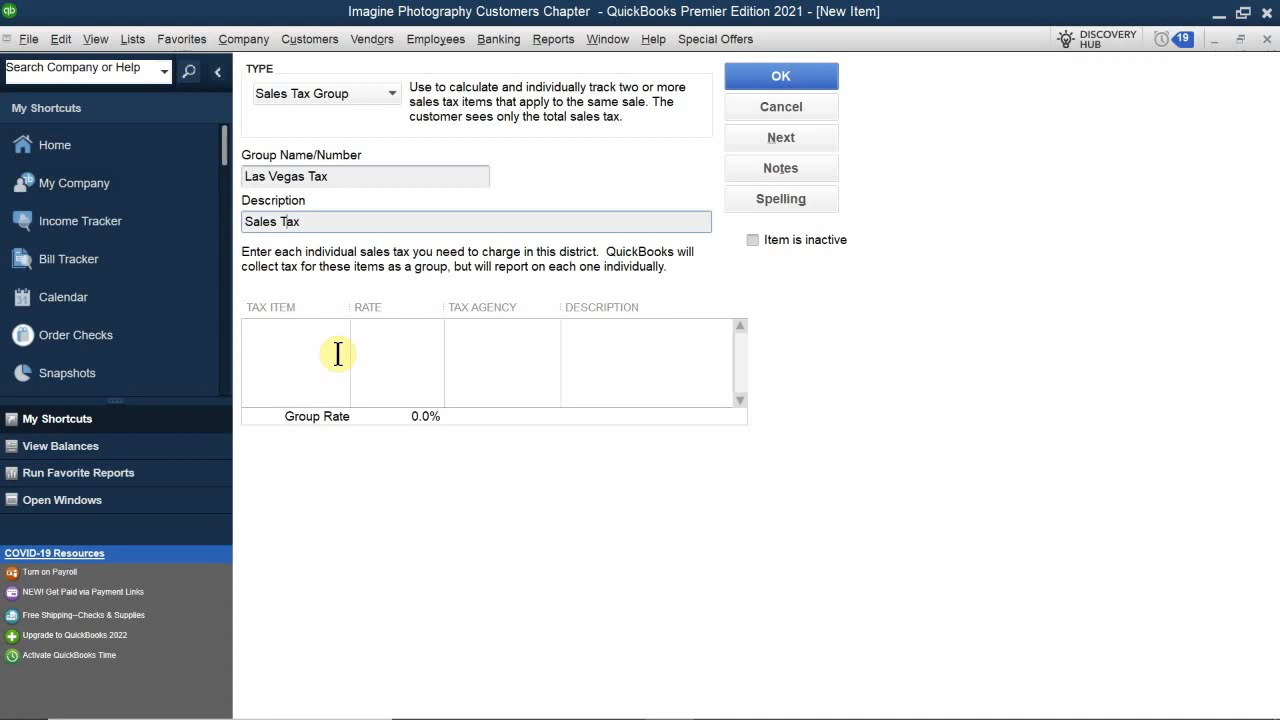 Imagine Photography Customers Chapter - QuickBooks Premier Edition 2021 - [New Item]
File Edit View Lists Favorites Company Customers Vendors Employees Banking Reports Window Help Special Offers
DISCOVERY
HUB
19
Search Company or Help
My Shortcuts
Home
My Company
Income Tracker
Bill Tracker
Calendar
Order Checks
Snapshots
My Shortcuts
View Balances
Run Favorite Reports
Open Windows
COVID-19 Resources
Turn on Payroll
NEW! Get Paid via Payment Links
Free Shipping–Checks & Supplies
Upgrade to QuickBooks 2022
Activate QuickBooks Time
TYPE
Sales Tax Group
Use to calculate and individually track two or more
sales tax items that apply to the same sale. The
customer sees only the total sales tax.
Group Name/Number
Las Vegas Tax
Description
Sales Tax
Enter each individual sales tax you need to charge in this district. QuickBooks will
collect tax for these items as a group, but will report on each one individually.
TAX ITEM RATE TAX AGENCY DESCRIPTION
Group Rate 0.0%
OK
Cancel
Next
Notes
Spelling
Item is inactive